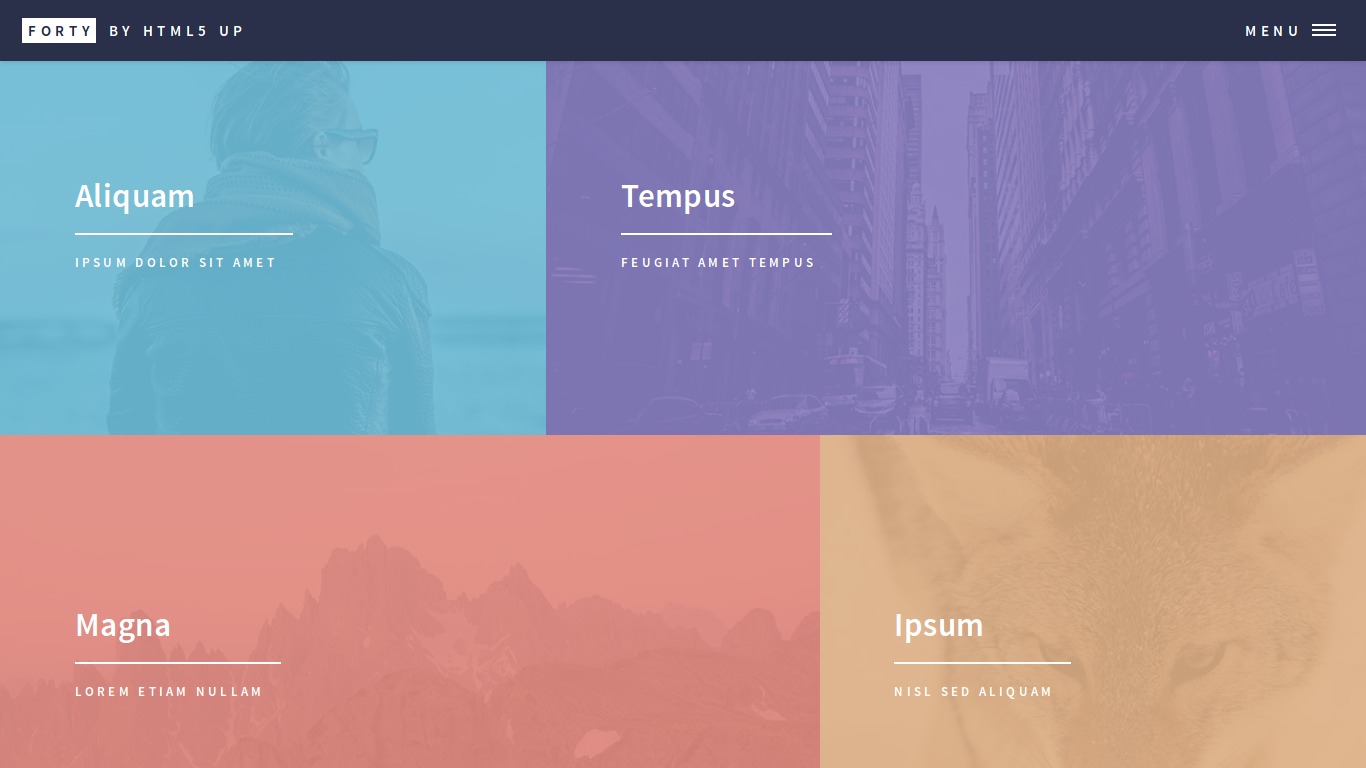 FORTY BY HTML5 UP
MENU
Aliquam
IPSUM DOLOR SIT AMET
Tempus
FEUGIAT AMET TEMPUS
Magna
LOREM ETIAM NULLAM
Ipsum
NISL SED ALIQUAM